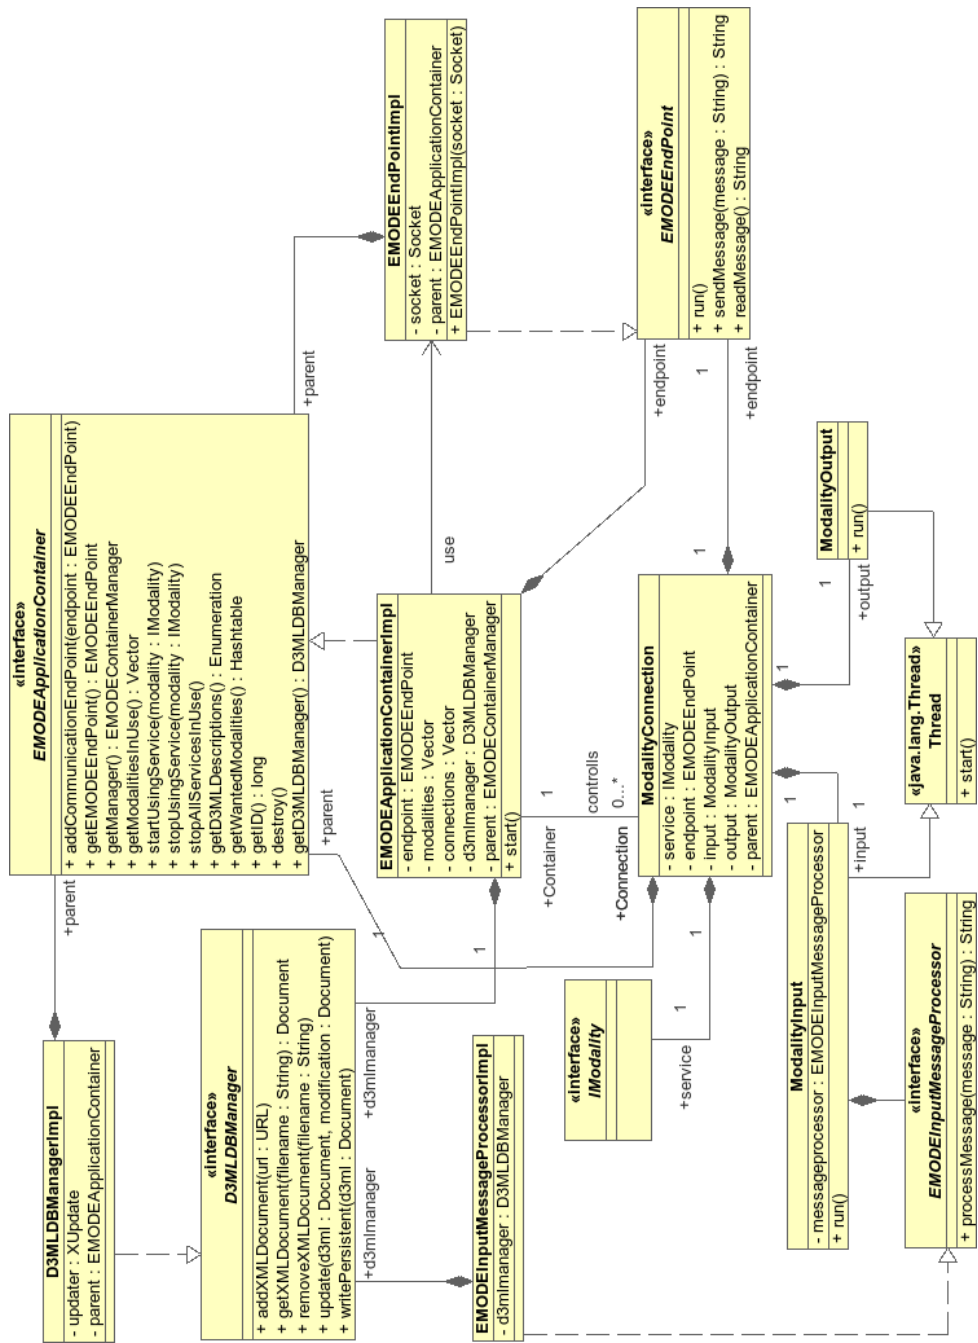 D3MLDBManagerImpl
- updater : XUpdate
- parent : EMODEApplicationContainer
+parent
«interface»
EMODEApplicationContainer
+ addCommunicationEndPoint(endpoint : EMODEEndPoint)
+ getEMODEEndPoint() : EMODEEndPoint
+ getManager() : EMODEContainerManager
+ getModalitiesInUse() : Vector
+ startUsingService(modality : IModality)
+ stopUsingService(modality : IModality)
+ stopAllServicesInUse()
+ getD3MLDescriptions() : Enumeration
+ getWantedModalities() : Hashtable
+ getID() : long
+ destroy()
+ getD3MLDBManager() : D3MLDBManager
+parent
+parent
EMODEEndPointImpl
- socket : Socket
- parent : EMODEApplicationContainer
+ EMODEEndPointImpl(socket : Socket)
«interface»
D3MLDBManager
+ addXMLDocument(url : URL)
+ getXMLDocument(filename : String) : Document
+ removeXMLDocument(filename : String)
+ update(d3ml : Document, modification : Document)
+ writePersistent(d3ml : Document)
+d3mlmanager
+d3mlmanager
1
1
EMODEApplicationContainerImpl
- endpoint : EMODEEndPoint
- modalities : Vector
- connections : Vector
- d3mlmanager : D3MLDBManager
- parent : EMODEContainerManager
+ start()
use
+Container
1
controlls
0...*
+Connection
«interface»
EMODEEndPoint
+ run()
+ sendMessage(message : String) : String
+ readMessage() : String
+endpoint
1
+endpoint
1
EMODEInputMessageProcessorImpl
- d3mlmanager : D3MLDBManager
«interface»
IModality
+service
1
1
ModalityConnection
- service : IModality
- endpoint : EMODEEndPoint
- input : ModalityInput
- output : ModalityOutput
- parent : EMODEApplicationContainer
1
1
ModalityInput
- messageprocessor : EMODEInputMessageProcessor
+ run()
+input
ModalityOutput
+ run()
1
+output
«interface»
EMODEInputMessageProcessor
+ processMessage(message : String) : String
«java.lang.Thread»
Thread
+ start()